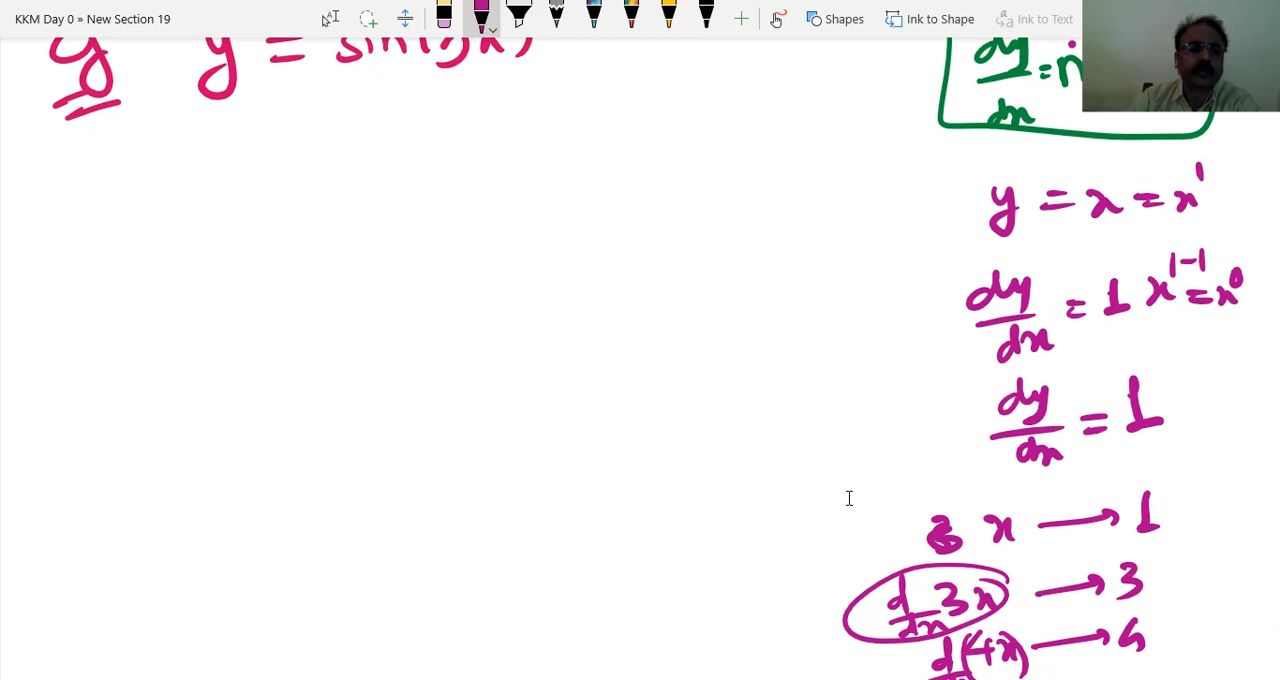 KKM Day 0 » New Section 19
Shapes
Ink to Shape
Ink to Text
eg y = sin(3x)
dy/dx = n
y = x = x¹
dy/dx = 1 x¹⁻¹ = x⁰
dy/dx = 1
x → 1
d/dx 3x → 3
d/dx (4x) → 4